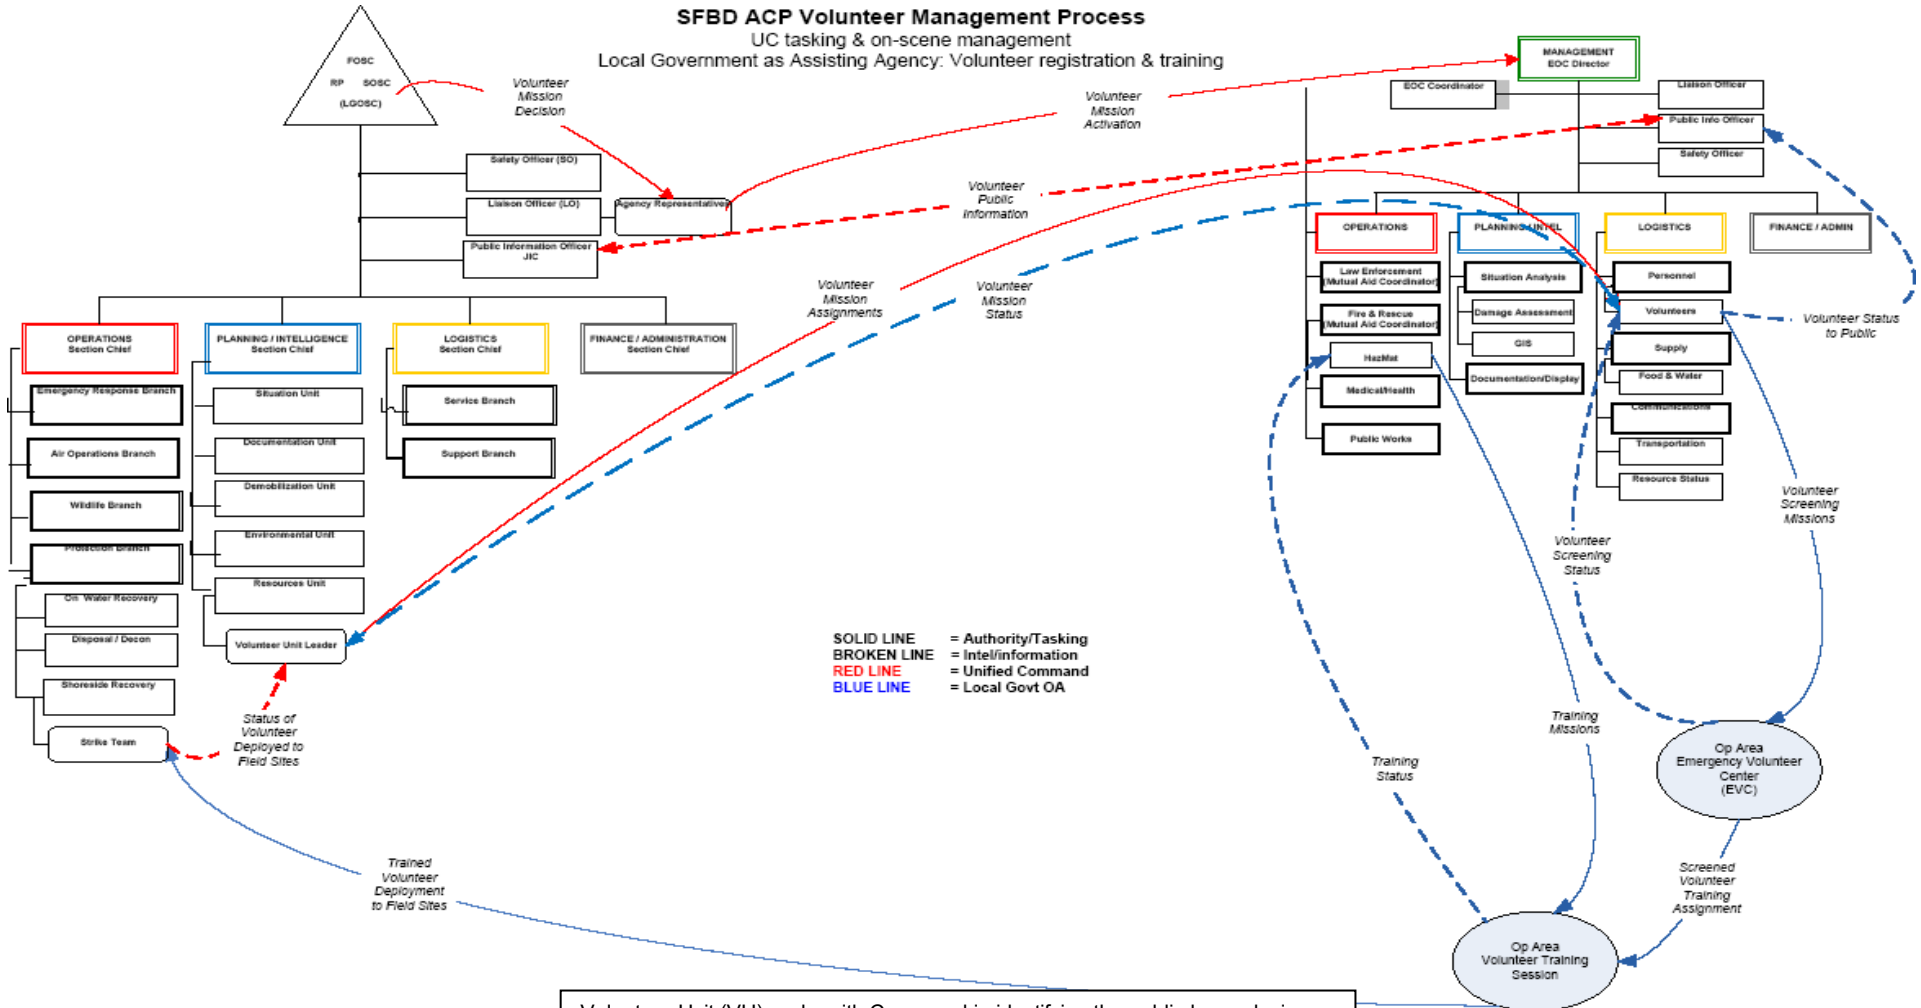 SFBD ACP Volunteer Management Process
UC tasking & on-scene management
Local Government as Assisting Agency: Volunteer registration & training
FOSC
RP SOSC
(LGOSC)
Volunteer
Mission
Decision
Safety Officer (SO)
Liaison Officer (LO)
Agency Representatives
Public Information Officer
JIC
Volunteer
Mission
Activation
Volunteer
Public
Information
Volunteer
Mission
Assignments
Volunteer
Mission
Status
MANAGEMENT
EOC Director
EOC Coordinator
Liaison Officer
Public Info Officer
Safety Officer
OPERATIONS
PLANNING / INTEL
LOGISTICS
FINANCE / ADMIN
Law Enforcement
(Mutual Aid Coordinator)
Fire & Rescue
(Mutual Aid Coordinator)
HazMat
Medical/Health
Public Works
Situation Analysis
Damage Assessment
GIS
Documentation/Display
Personnel
Volunteers
Supply
Food & Water
Communications
Transportation
Resource Status
Volunteer Status
to Public
OPERATIONS
Section Chief
Emergency Response Branch
Air Operations Branch
Wildlife Branch
Protection Branch
On Water Recovery
Disposal / Decon
Shoreside Recovery
Strike Team
PLANNING / INTELLIGENCE
Section Chief
Situation Unit
Documentation Unit
Demobilization Unit
Environmental Unit
Resources Unit
Volunteer Unit Leader
LOGISTICS
Section Chief
Service Branch
Support Branch
FINANCE / ADMINISTRATION
Section Chief
Status of
Volunteer
Deployed to
Field Sites
SOLID LINE = Authority/Tasking
BROKEN LINE = Intel/information
RED LINE = Unified Command
BLUE LINE = Local Govt OA
Volunteer
Screening
Status
Volunteer
Screening
Missions
Training
Missions
Training
Status
Op Area
Emergency Volunteer
Center
(EVC)
Screened
Volunteer
Training
Assignment
Op Area
Volunteer Training
Session
Trained
Volunteer
Deployment
to Field Sites